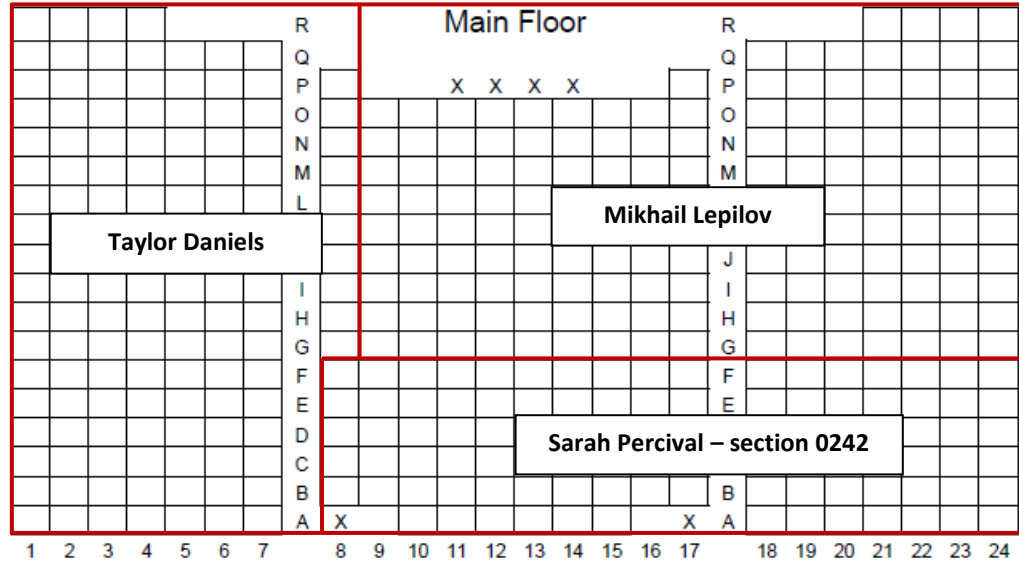 R Main Floor R
Q Q
P X X X X P
O O
N N
M M
L
Mikhail Lepilov
Taylor Daniels
J
I I
H H
G G
F F
E E
D
Sarah Percival – section 0242
C
B B
A X X A
1 2 3 4 5 6 7 8 9 10 11 12 13 14 15 16 17 18 19 20 21 22 23 24